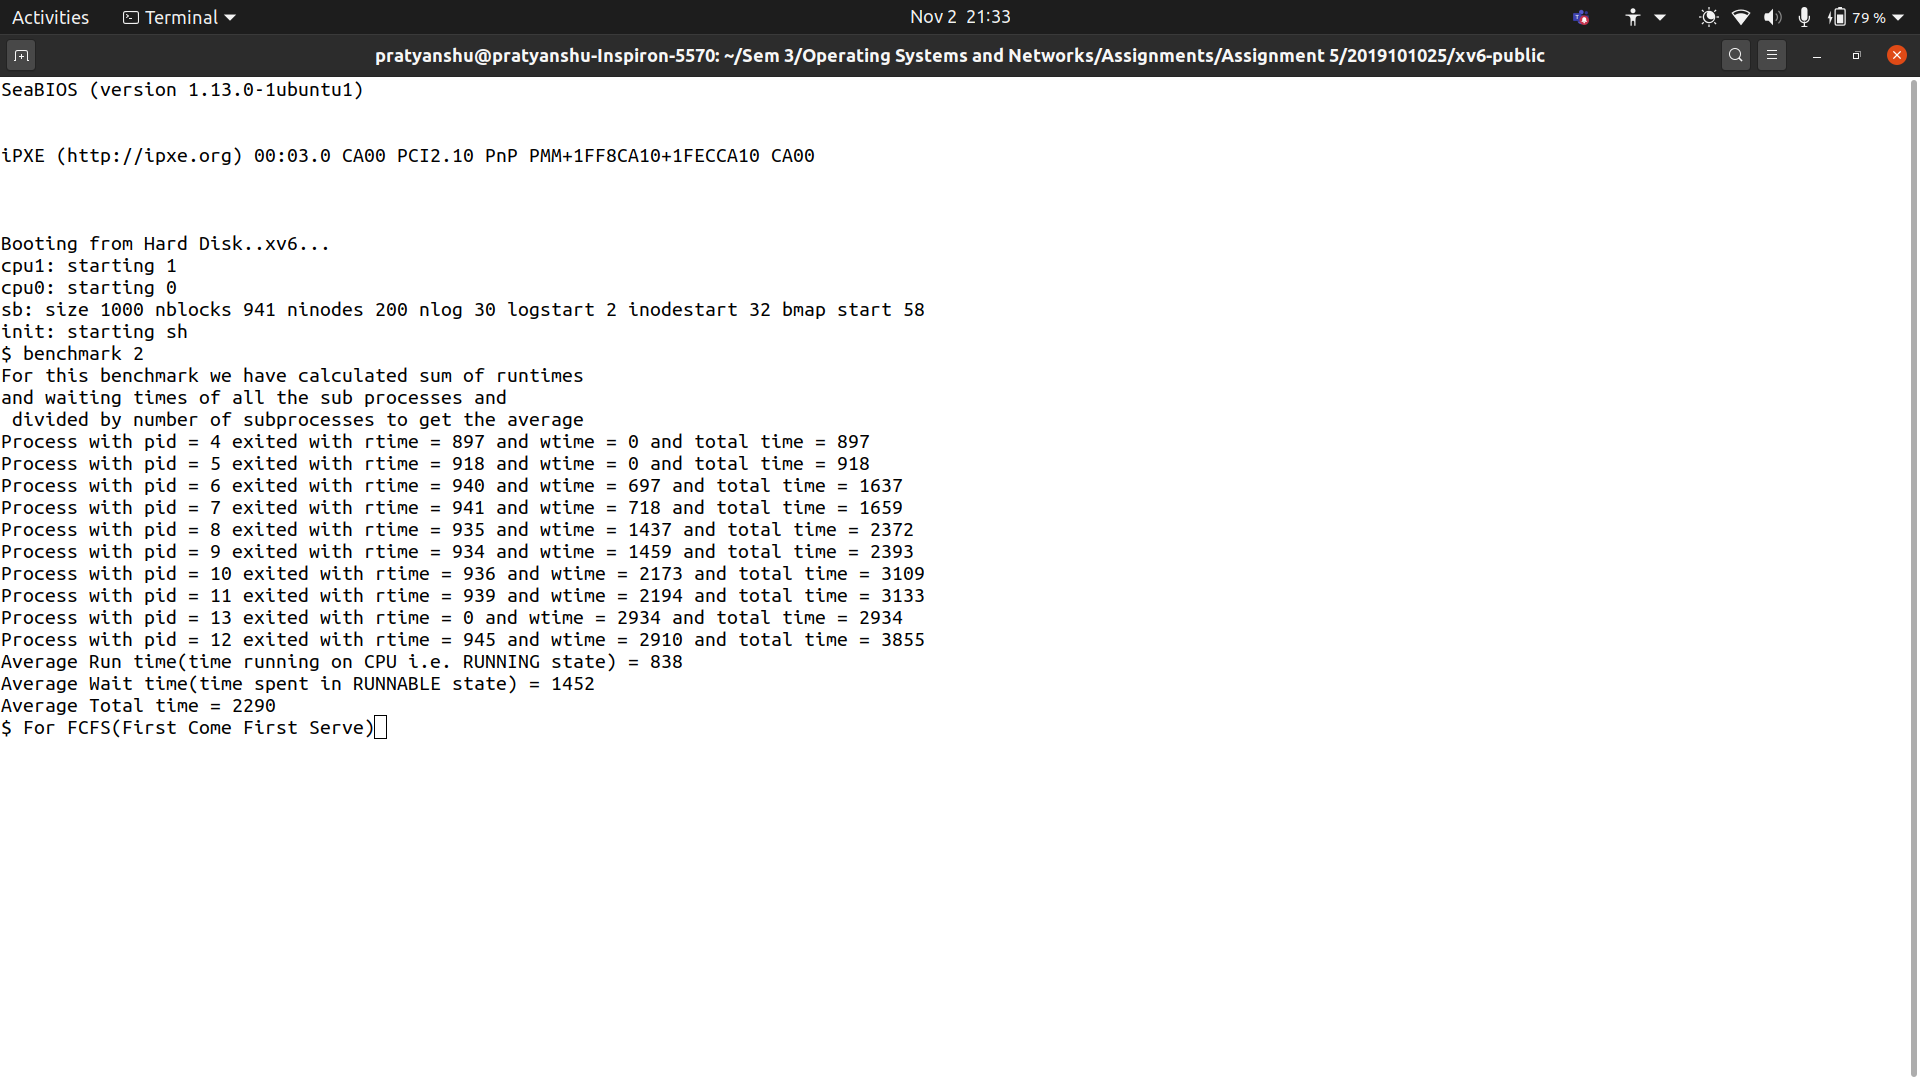 Activities Terminal Nov 2 21:33 79 %
pratyanshu@pratyanshu-Inspiron-5570: ~/Sem 3/Operating Systems and Networks/Assignments/Assignment 5/2019101025/xv6-public
SeaBIOS (version 1.13.0-1ubuntu1)
iPXE (http://ipxe.org) 00:03.0 CA00 PCI2.10 PnP PMM+1FF8CA10+1FECCA10 CA00
Booting from Hard Disk..xv6...
cpu1: starting 1
cpu0: starting 0
sb: size 1000 nblocks 941 ninodes 200 nlog 30 logstart 2 inodestart 32 bmap start 58
init: starting sh
$ benchmark 2
For this benchmark we have calculated sum of runtimes
and waiting times of all the sub processes and
divided by number of subprocesses to get the average
Process with pid = 4 exited with rtime = 897 and wtime = 0 and total time = 897
Process with pid = 5 exited with rtime = 918 and wtime = 0 and total time = 918
Process with pid = 6 exited with rtime = 940 and wtime = 697 and total time = 1637
Process with pid = 7 exited with rtime = 941 and wtime = 718 and total time = 1659
Process with pid = 8 exited with rtime = 935 and wtime = 1437 and total time = 2372
Process with pid = 9 exited with rtime = 934 and wtime = 1459 and total time = 2393
Process with pid = 10 exited with rtime = 936 and wtime = 2173 and total time = 3109
Process with pid = 11 exited with rtime = 939 and wtime = 2194 and total time = 3133
Process with pid = 13 exited with rtime = 0 and wtime = 2934 and total time = 2934
Process with pid = 12 exited with rtime = 945 and wtime = 2910 and total time = 3855
Average Run time(time running on CPU i.e. RUNNING state) = 838
Average Wait time(time spent in RUNNABLE state) = 1452
Average Total time = 2290
$ For FCFS(First Come First Serve)